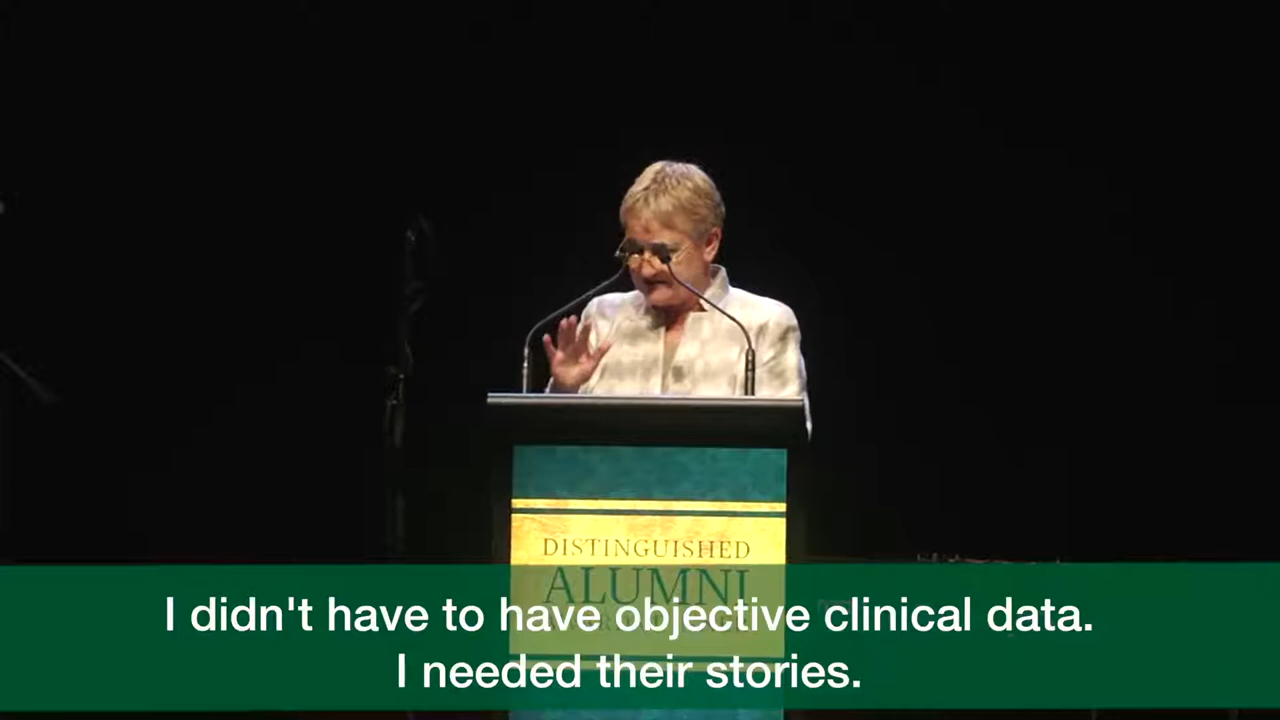 DISTINGUISHED
ALUMNI
I didn't have to have objective clinical data.
I needed their stories.